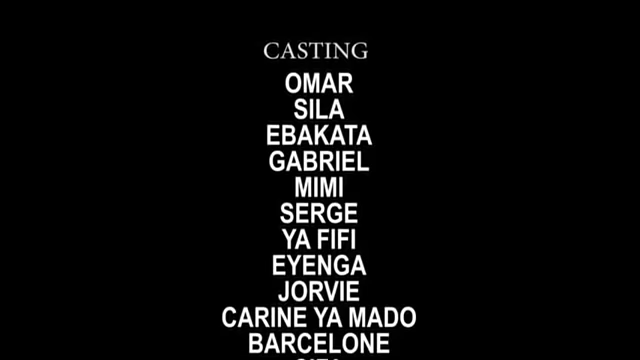 CASTING
OMAR
SILA
EBAKATA
GABRIEL
MIMI
SERGE
YA FIFI
EYENGA
JORVIE
CARINE YA MADO
BARCELONE